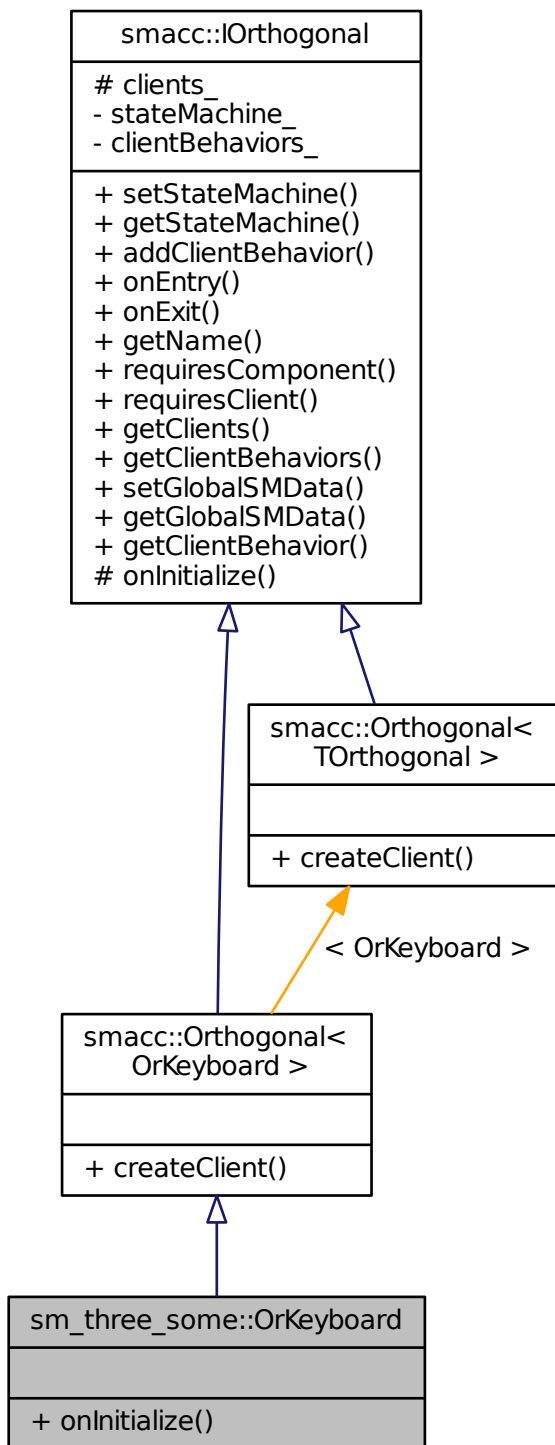 smacc::IOrthogonal
# clients_
- stateMachine_
- clientBehaviors_
+ setStateMachine()
+ getStateMachine()
+ addClientBehavior()
+ onEntry()
+ onExit()
+ getName()
+ requiresComponent()
+ requiresClient()
+ getClients()
+ getClientBehaviors()
+ setGlobalSMData()
+ getGlobalSMData()
+ getClientBehavior()
# onInitialize()
smacc::Orthogonal<
TOrthogonal >
+ createClient()
< OrKeyboard >
smacc::Orthogonal<
OrKeyboard >
+ createClient()
sm_three_some::OrKeyboard
+ onInitialize()